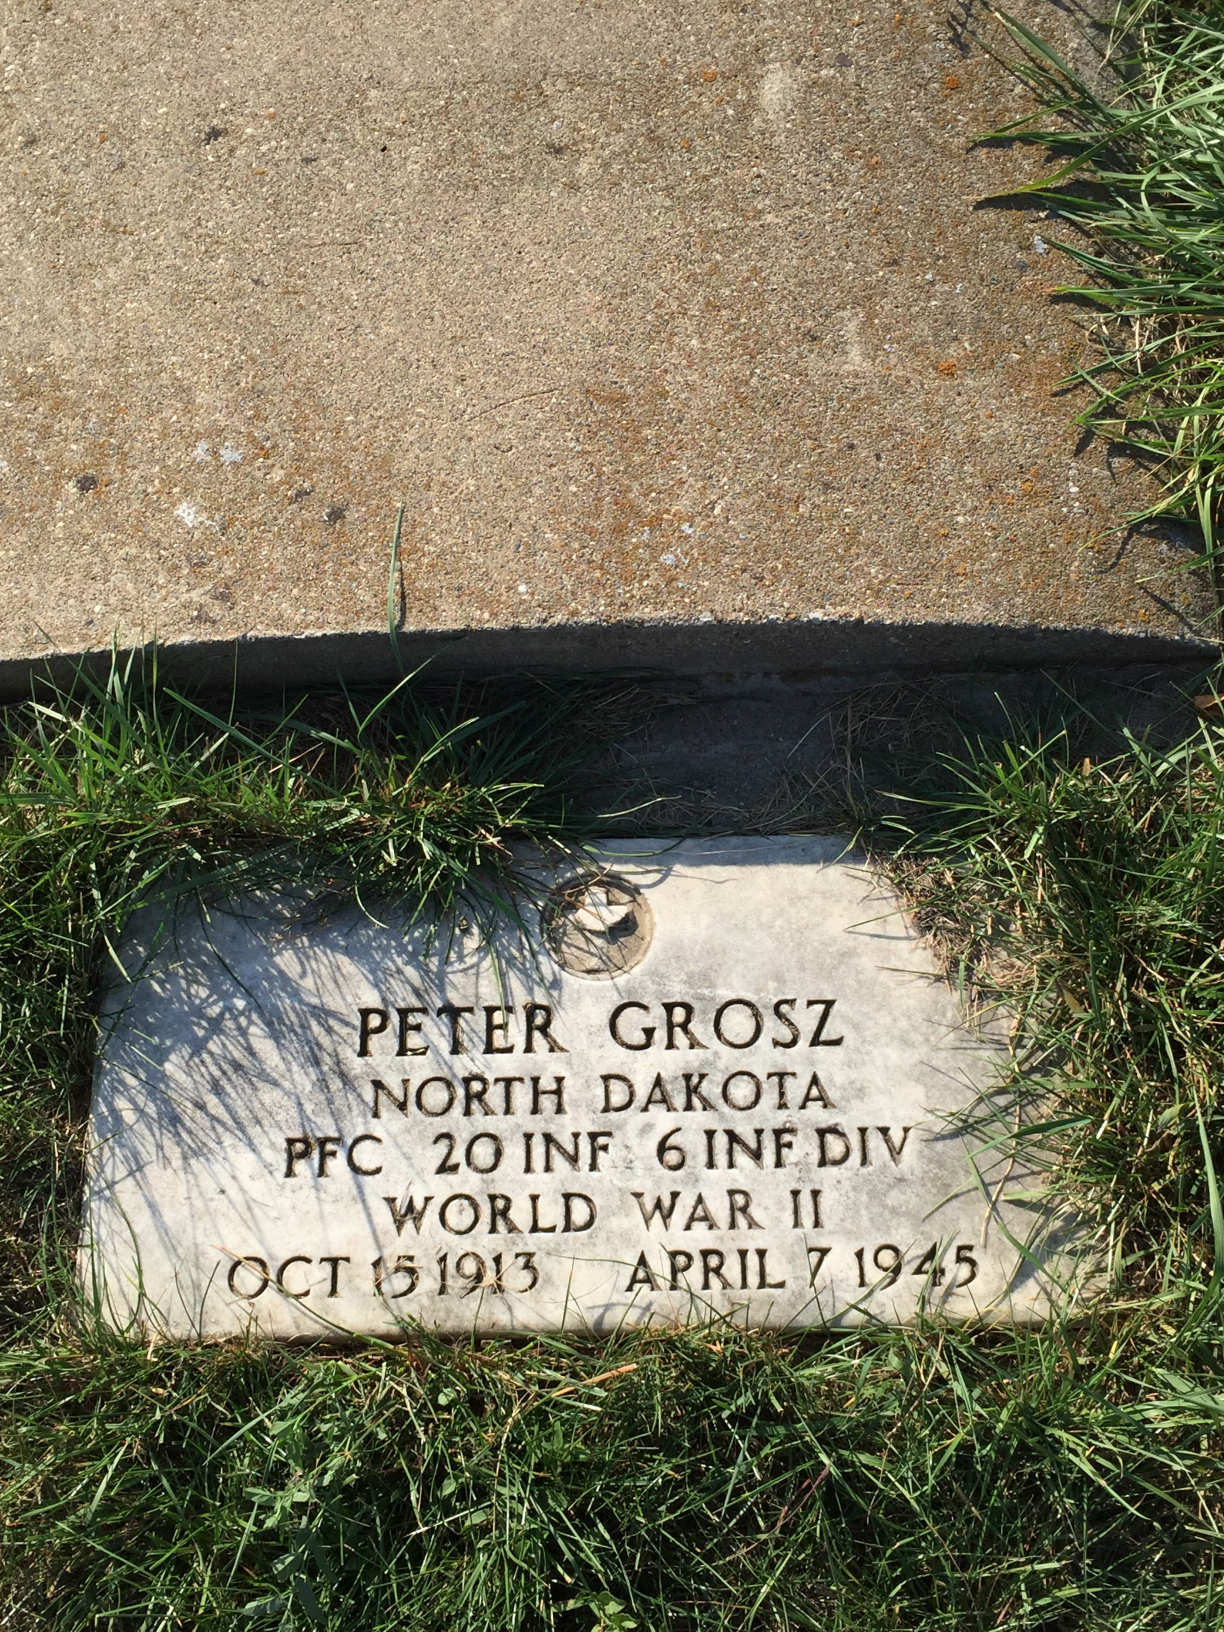 PETER GROSZ
NORTH DAKOTA
PFC 20 INF 6 INF DIV
WORLD WAR II
OCT 15 1913 APRIL 7 1945